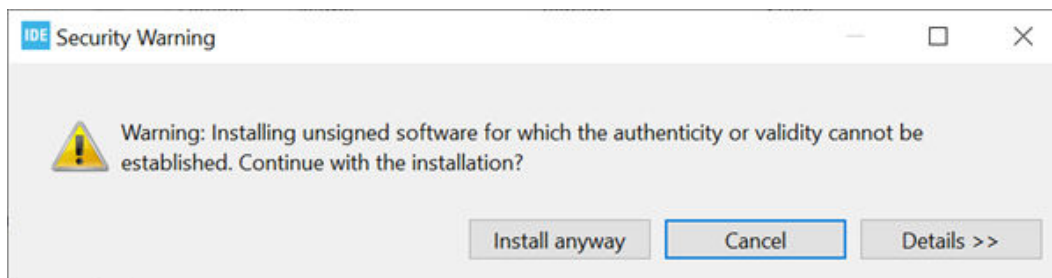 IDE Security Warning
Warning: Installing unsigned software for which the authenticity or validity cannot be
established. Continue with the installation?
Install anyway Cancel Details >>